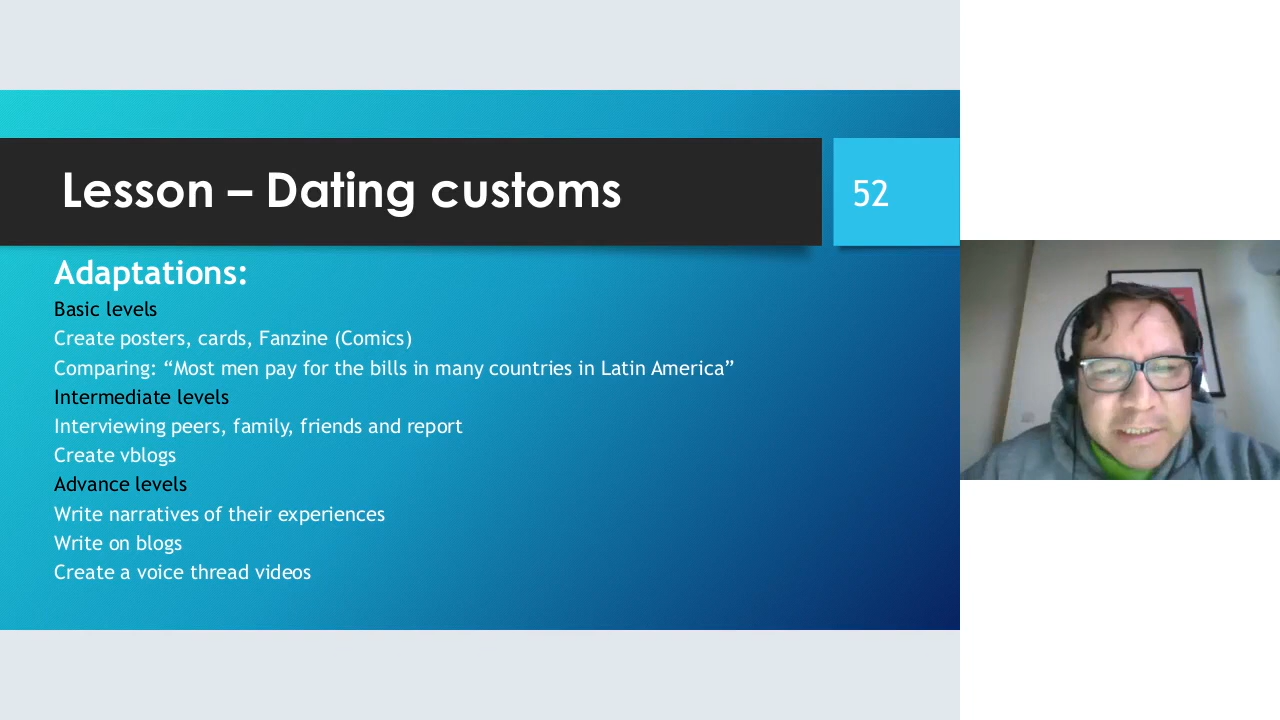 Lesson – Dating customs
52
Adaptations:
Basic levels
Create posters, cards, Fanzine (Comics)
Comparing: “Most men pay for the bills in many countries in Latin America”
Intermediate levels
Interviewing peers, family, friends and report
Create vblogs
Advance levels
Write narratives of their experiences
Write on blogs
Create a voice thread videos